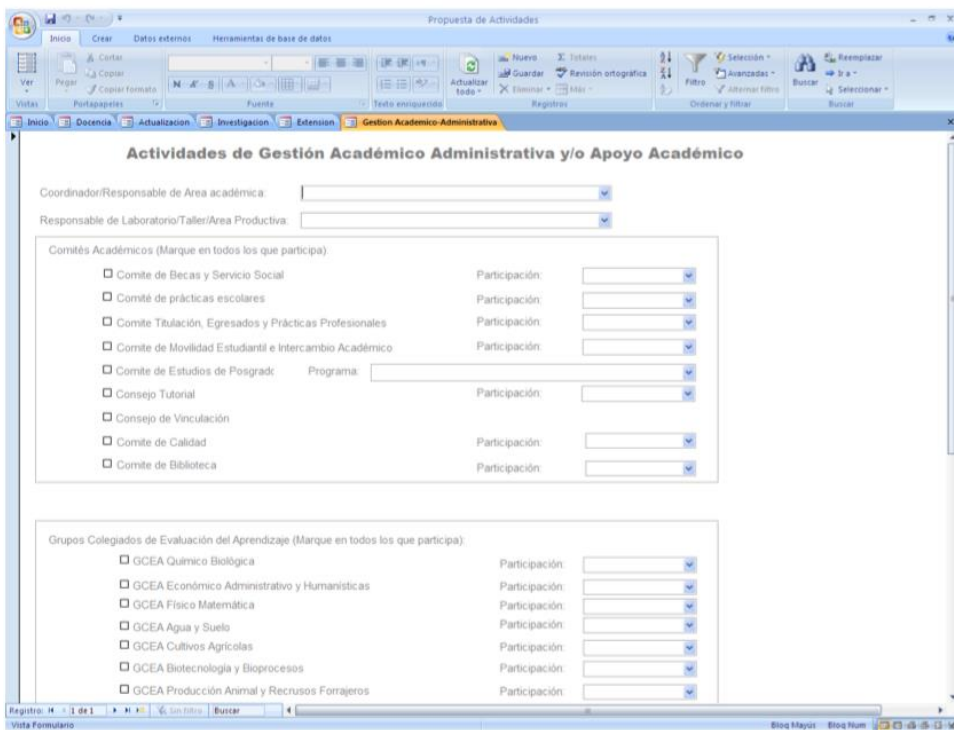 Propuesta de Actividades
Inicio Crear Datos externos Herramientas de base de datos
Ver Pegar Cortar Copiar Copiar formato N K S A Actualizar todo Nuevo Guardar Eliminar Σ Totales Revisión ortográfica Más Filtro Selección Avanzadas Alternar filtro Buscar Reemplazar Ir a Seleccionar
Vistas Portapapeles Fuente Texto enriquecido Registros Ordenar y filtrar Buscar
Inicio Docencia Actualizacion Investigacion Extension Gestion Academico-Administrativa
Actividades de Gestión Académico Administrativa y/o Apoyo Académico
Coordinador/Responsable de Area académica:
Responsable de Laboratorio/Taller/Area Productiva:
Comités Académicos (Marque en todos los que participa):
Comite de Becas y Servicio Social Participación:
Comité de prácticas escolares Participación:
Comite Titulación, Egresados y Prácticas Profesionales Participación:
Comite de Movilidad Estudiantil e Intercambio Académico Participación:
Comite de Estudios de Posgrado Programa:
Consejo Tutorial Participación:
Consejo de Vinculación
Comite de Calidad Participación:
Comite de Biblioteca Participación:
Grupos Colegiados de Evaluación del Aprendizaje (Marque en todos los que participa):
GCEA Químico Biológica Participación:
GCEA Económico Administrativo y Humanísticas Participación:
GCEA Físico Matemática Participación:
GCEA Agua y Suelo Participación:
GCEA Cultivos Agrícolas Participación:
GCEA Biotecnología y Bioprocesos Participación:
GCEA Producción Animal y Recrusos Forrajeros Participación:
Registro: 1 de 1 Sin filtro Buscar
Vista Formulario Bloq Mayús Bloq Num